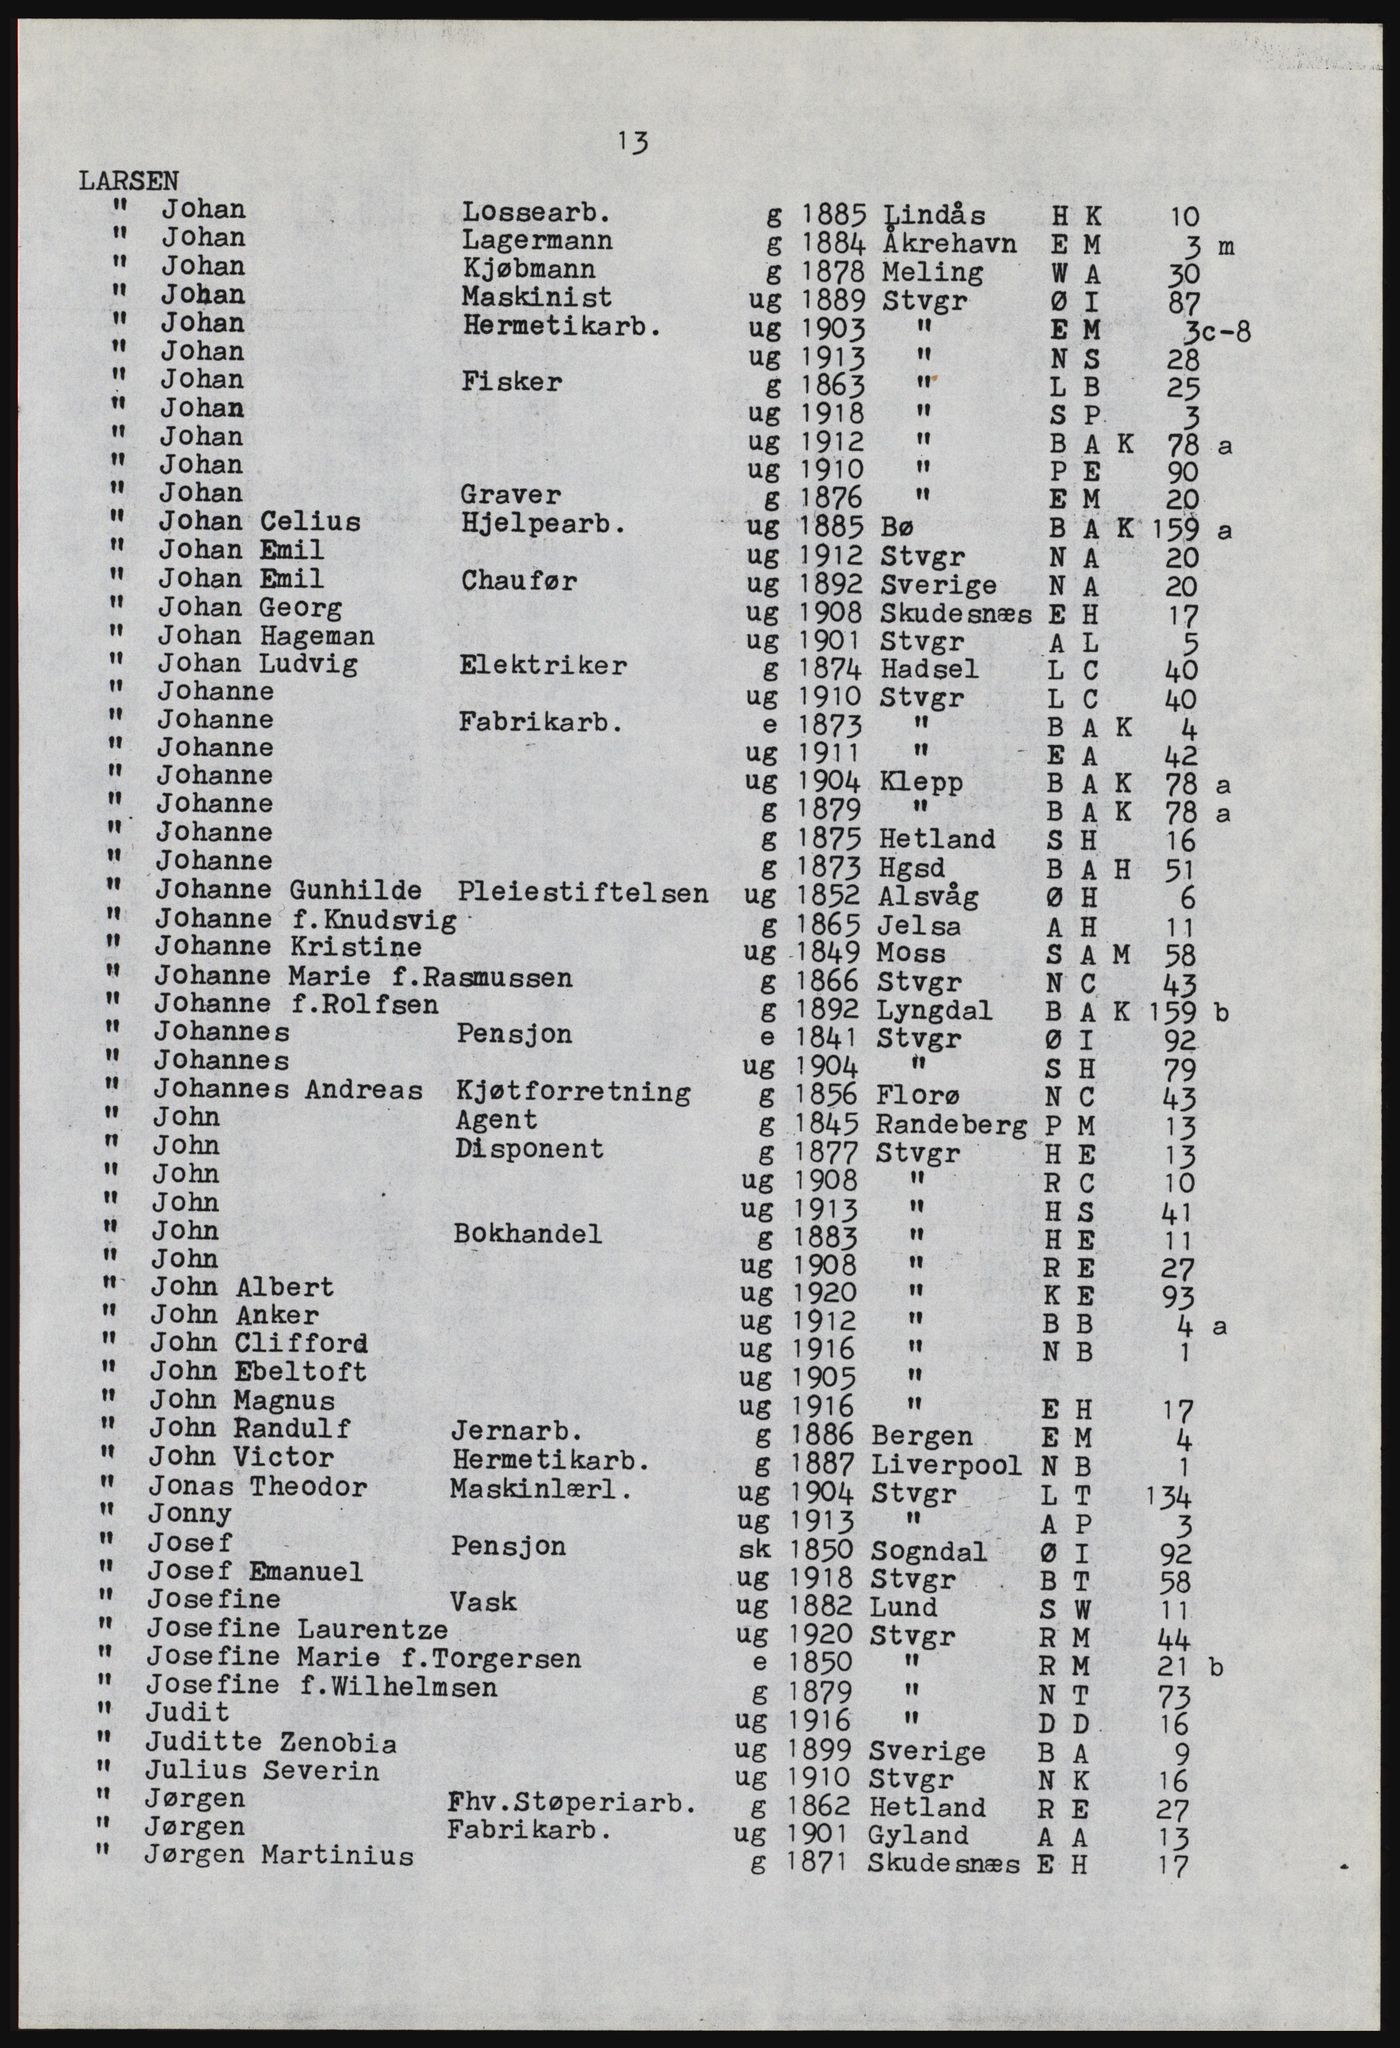 13
LARSEN
" Johan Lossearb. g 1885 Lindås H K 10
" Johan Lagermann g 1884 Åkrehavn E M 3 m
" Johan Kjøbmann g 1878 Meling W A 30
" Johan Maskinist ug 1889 Stvgr Ø I 87
" Johan Hermetikarb. ug 1903 " E M 3c-8
" Johan ug 1913 " N S 28
" Johan Fisker g 1863 " L B 25
" Johan ug 1918 " S P 3
" Johan ug 1912 " B A K 78 a
" Johan ug 1910 " P E 90
" Johan Graver g 1876 " E M 20
" Johan Celius Hjelpearb. ug 1885 Bø B A K 159 a
" Johan Emil ug 1912 Stvgr N A 20
" Johan Emil Chaufør ug 1892 Sverige N A 20
" Johan Georg ug 1908 Skudesnæs E H 17
" Johan Hageman ug 1901 Stvgr A L 5
" Johan Ludvig Elektriker g 1874 Hadsel L C 40
" Johanne ug 1910 Stvgr L C 40
" Johanne Fabrikarb. e 1873 " B A K 4
" Johanne ug 1911 " E A 42
" Johanne ug 1904 Klepp B A K 78 a
" Johanne g 1879 " B A K 78 a
" Johanne g 1875 Hetland S H 16
" Johanne g 1873 Hgsd B A H 51
" Johanne Gunhilde Pleiestiftelsen ug 1852 Alsvåg Ø H 6
" Johanne f.Knudsvig g 1865 Jelsa A H 11
" Johanne Kristine ug 1849 Moss S A M 58
" Johanne Marie f.Rasmussen g 1866 Stvgr N C 43
" Johanne f.Rolfsen g 1892 Lyngdal B A K 159 b
" Johannes Pensjon e 1841 Stvgr Ø I 92
" Johannes ug 1904 " S H 79
" Johannes Andreas Kjøtforretning g 1856 Florø N C 43
" John Agent g 1845 Randeberg P M 13
" John Disponent g 1877 Stvgr H E 13
" John ug 1908 " R C 10
" John ug 1913 " H S 41
" John Bokhandel g 1883 " H E 11
" John ug 1908 " R E 27
" John Albert ug 1920 " K E 93
" John Anker ug 1912 " B B 4 a
" John Clifford ug 1916 " N B 1
" John Ebeltoft ug 1905 "
" John Magnus ug 1916 " E H 17
" John Randulf Jernarb. g 1886 Bergen E M 4
" John Victor Hermetikarb. g 1887 Liverpool N B 1
" Jonas Theodor Maskinlærl. ug 1904 Stvgr L T 134
" Jonny ug 1913 " A P 3
" Josef Pensjon sk 1850 Sogndal Ø I 92
" Josef Emanuel ug 1918 Stvgr B T 58
" Josefine Vask ug 1882 Lund S W 11
" Josefine Laurentze ug 1920 Stvgr R M 44
" Josefine Marie f.Torgersen e 1850 " R M 21 b
" Josefine f.Wilhelmsen g 1879 " N T 73
" Judit ug 1916 " D D 16
" Juditte Zenobia ug 1899 Sverige B A 9
" Julius Severin ug 1910 Stvgr N K 16
" Jørgen Fhv.Støperiarb. g 1862 Hetland R E 27
" Jørgen Fabrikarb. ug 1901 Gyland A A 13
" Jørgen Martinius g 1871 Skudesnæs E H 17